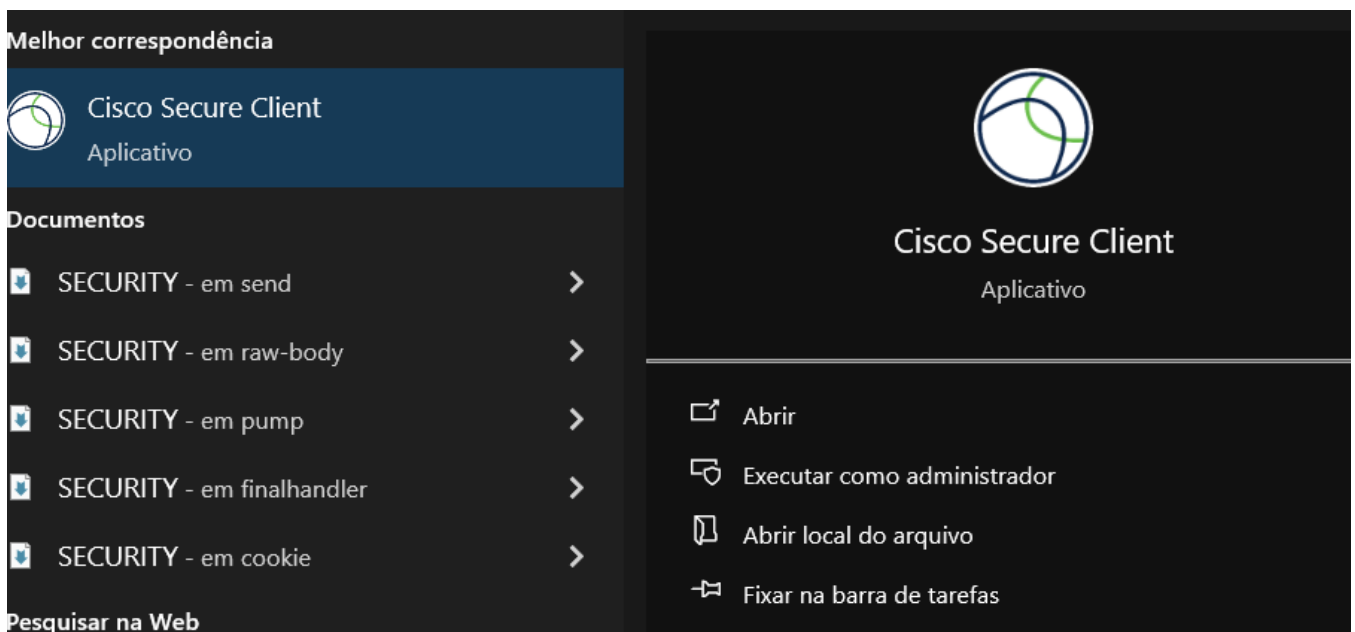 Melhor correspondência
Cisco Secure Client
Aplicativo
Documentos
SECURITY - em send
SECURITY - em raw-body
SECURITY - em pump
SECURITY - em finalhandler
SECURITY - em cookie
Pesquisar na Web
Cisco Secure Client
Aplicativo
Abrir
Executar como administrador
Abrir local do arquivo
Fixar na barra de tarefas